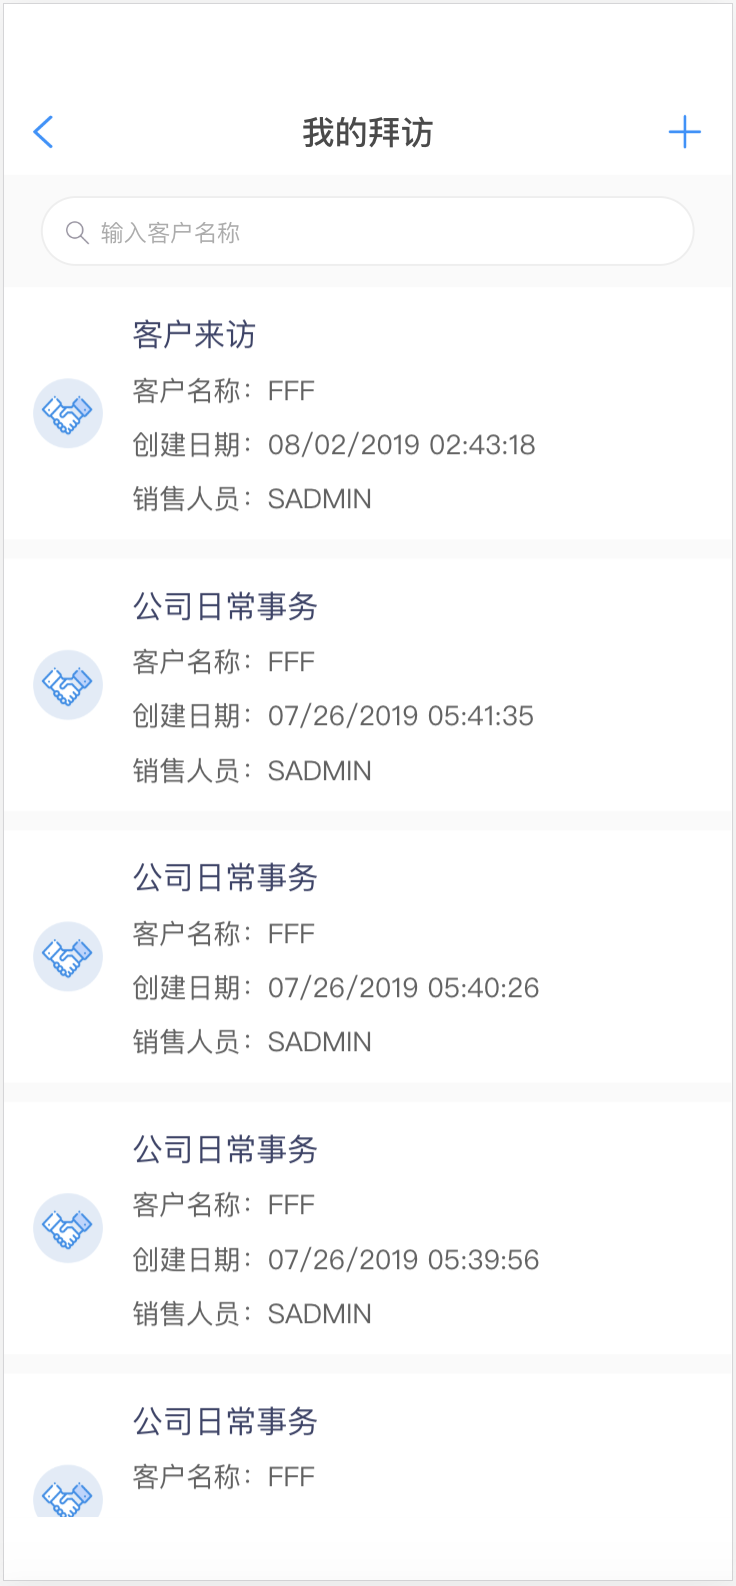 我的拜访
输入客户名称
客户来访
客户名称：FFF
创建日期：08/02/2019 02:43:18
销售人员：SADMIN
公司日常事务
客户名称：FFF
创建日期：07/26/2019 05:41:35
销售人员：SADMIN
公司日常事务
客户名称：FFF
创建日期：07/26/2019 05:40:26
销售人员：SADMIN
公司日常事务
客户名称：FFF
创建日期：07/26/2019 05:39:56
销售人员：SADMIN
公司日常事务
客户名称：FFF